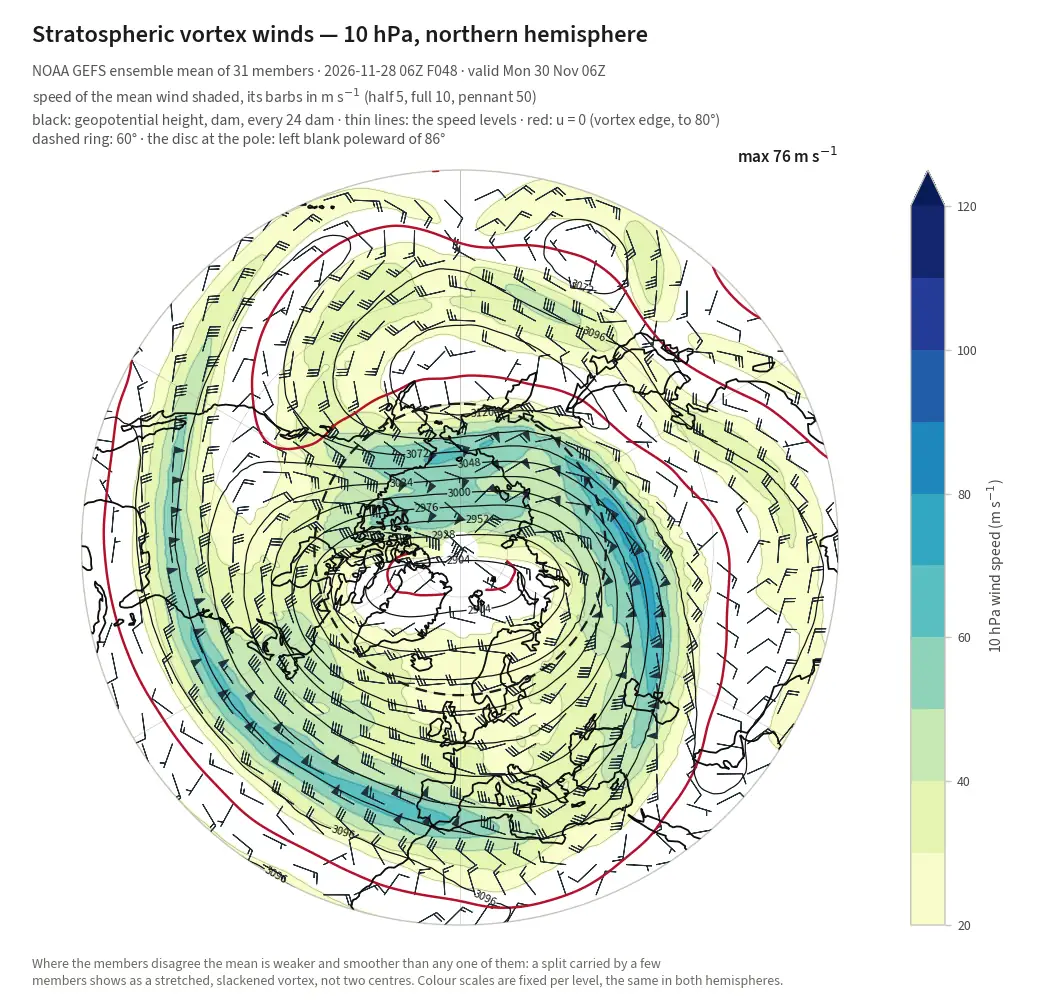 Stratospheric vortex winds — 10 hPa, northern hemisphere
NOAA GEFS ensemble mean of 31 members · 2026-11-28 06Z F048 · valid Mon 30 Nov 06Z
speed of the mean wind shaded, its barbs in m s⁻¹ (half 5, full 10, pennant 50)
black: geopotential height, dam, every 24 dam · thin lines: the speed levels · red: u = 0 (vortex edge, to 80°)
dashed ring: 60° · the disc at the pole: left blank poleward of 86°
max 76 m s⁻¹
120
100
80
60
40
20
10 hPa wind speed (m s⁻¹)
3096
3072
3048
3000
2976
2952
2928
2904
3096
3096
3096
Where the members disagree the mean is weaker and smoother than any one of them: a split carried by a few
members shows as a stretched, slackened vortex, not two centres. Colour scales are fixed per level, the same in both hemispheres.